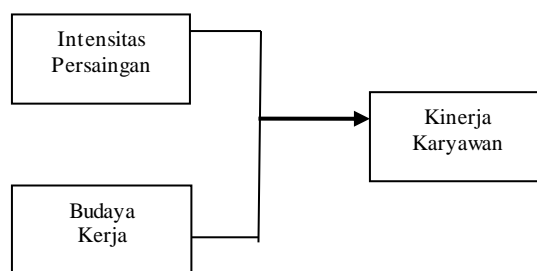 Intensitas
Persaingan
Kinerja
Karyawan
Budaya
Kerja